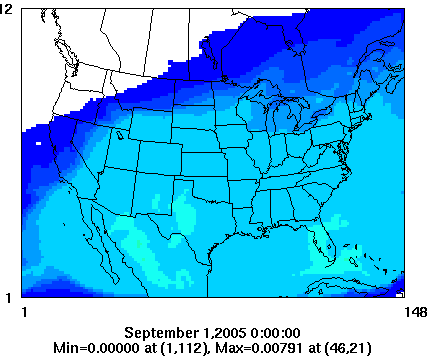 12
1
1
148
September 1,2005 0:00:00
Min=0.00000 at (1,112), Max=0.00791 at (46,21)